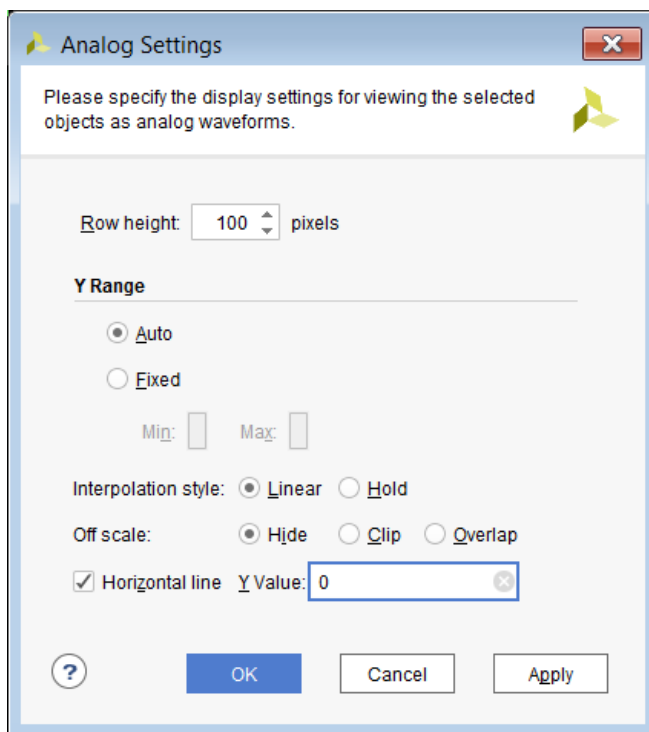 Analog Settings
Please specify the display settings for viewing the selected
objects as analog waveforms.
Row height: 100 pixels
Y Range
Auto
Fixed
Min: Max:
Interpolation style: Linear Hold
Off scale: Hide Clip Overlap
Horizontal line Y Value: 0
? OK Cancel Apply